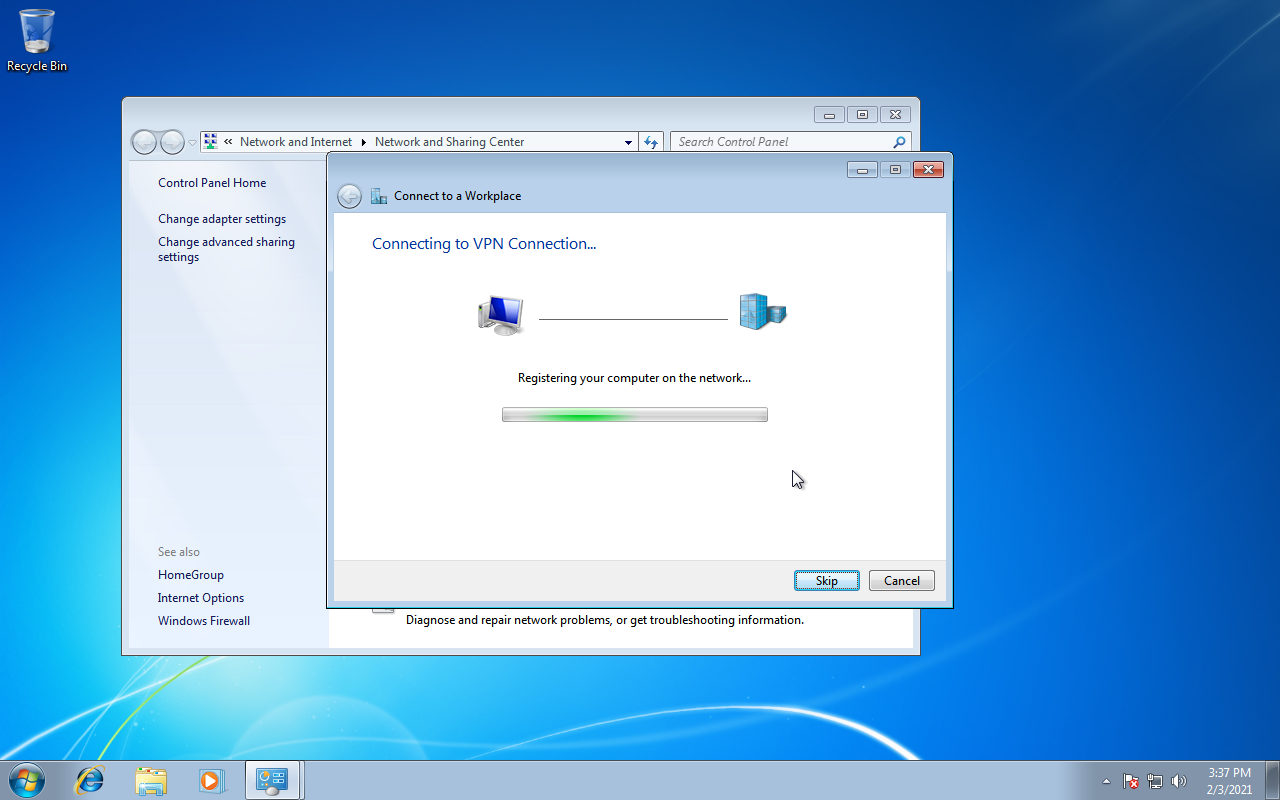 Recycle Bin
« Network and Internet Network and Sharing Center
Search Control Panel
Control Panel Home
Change adapter settings
Change advanced sharing
settings
See also
HomeGroup
Internet Options
Windows Firewall
Connect to a Workplace
Connecting to VPN Connection...
Registering your computer on the network...
Skip
Cancel
Diagnose and repair network problems, or get troubleshooting information.
3:37 PM
2/3/2021